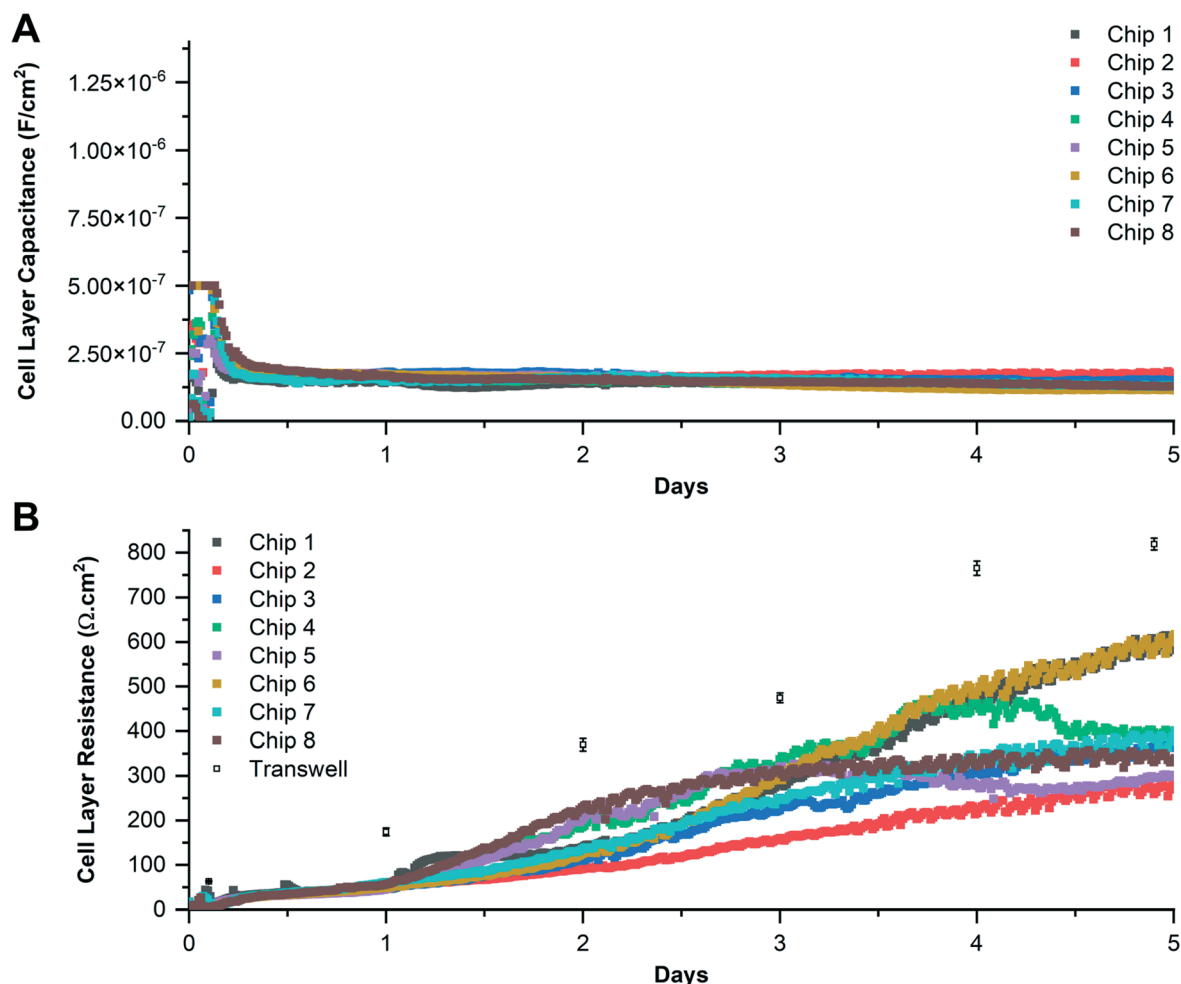 A
Cell Layer Capacitance (F/cm²)
1.25×10⁻⁶
1.00×10⁻⁶
7.50×10⁻⁷
5.00×10⁻⁷
2.50×10⁻⁷
0.00
0 1 2 3 4 5
Days
Chip 1
Chip 2
Chip 3
Chip 4
Chip 5
Chip 6
Chip 7
Chip 8
B
Cell Layer Resistance (Ω.cm²)
800
700
600
500
400
300
200
100
0
Chip 1
Chip 2
Chip 3
Chip 4
Chip 5
Chip 6
Chip 7
Chip 8
Transwell
0 1 2 3 4 5
Days